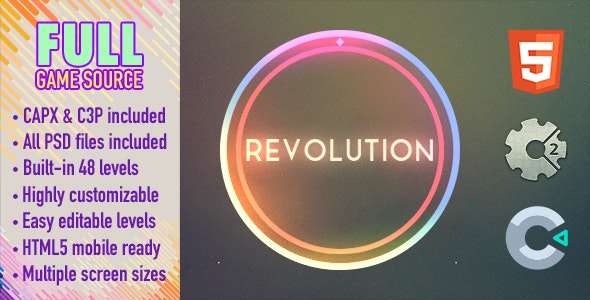 FULL
GAME SOURCE
• CAPX & C3P included
• All PSD files included
• Built-in 48 levels
• Highly customizable
• Easy editable levels
• HTML5 mobile ready
• Multiple screen sizes
REVOLUTION
5
2